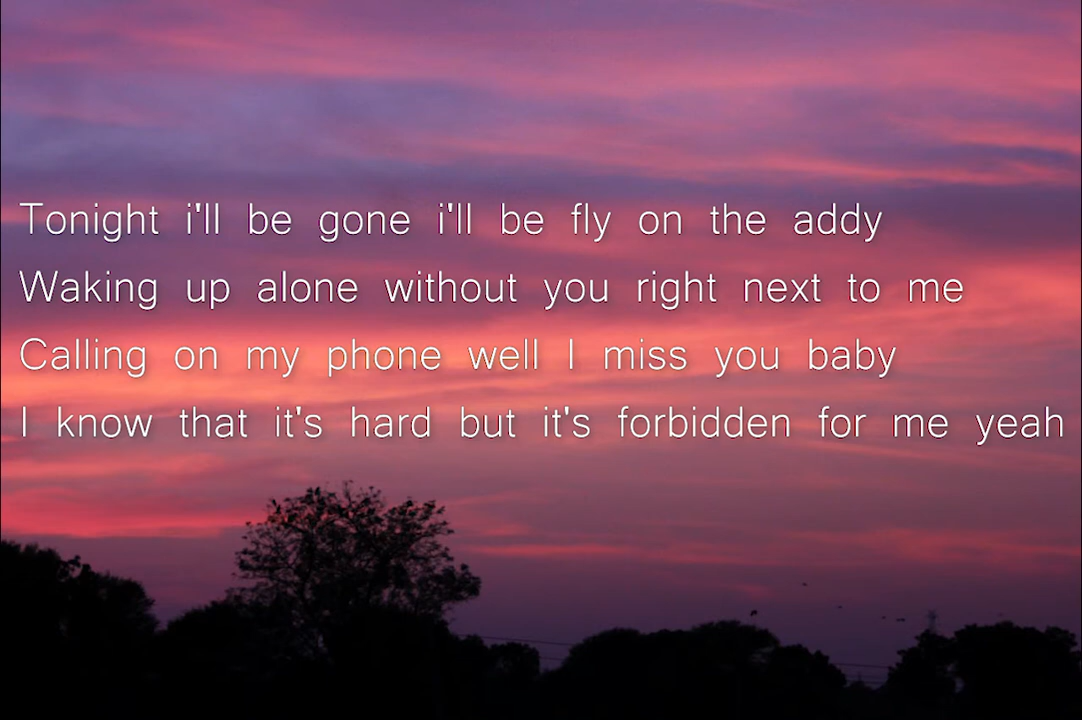 Tonight i'll be gone i'll be fly on the addy
Waking up alone without you right next to me
Calling on my phone well I miss you baby
I know that it's hard but it's forbidden for me yeah